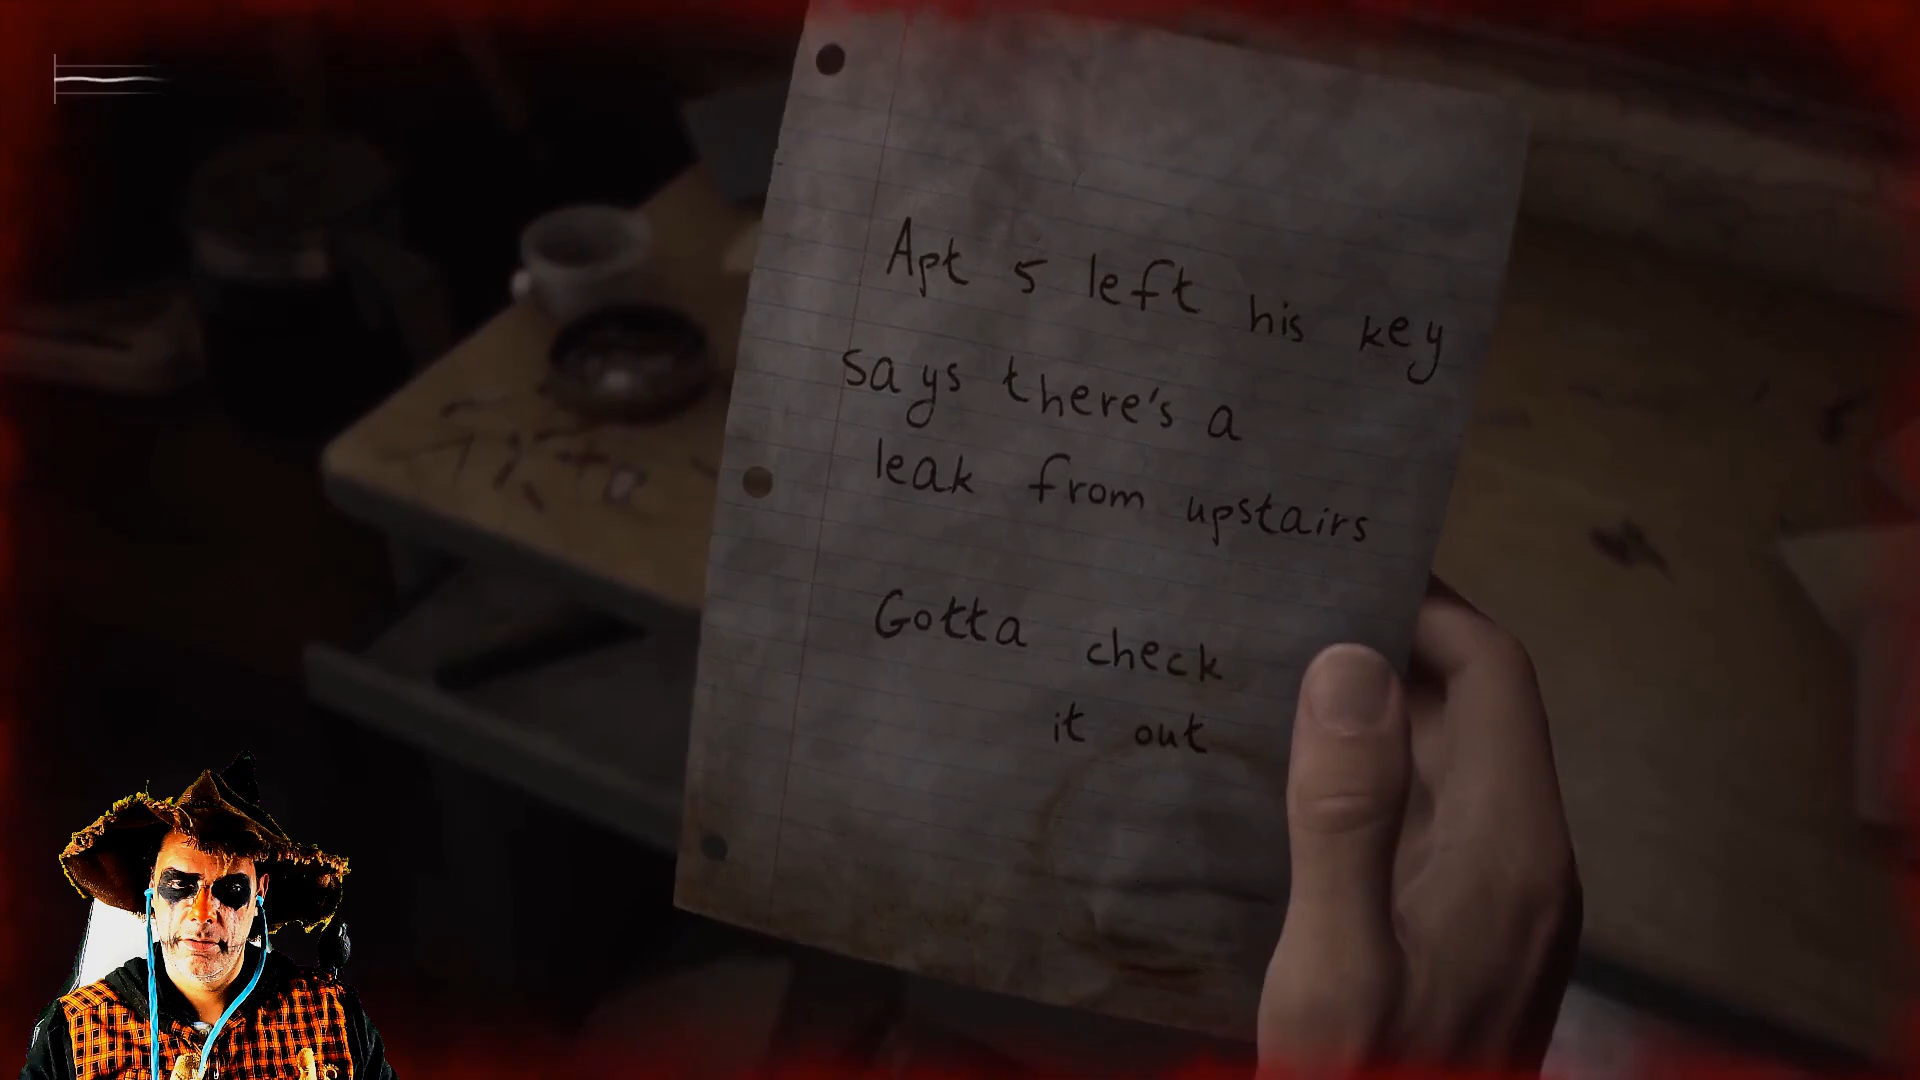 Apt 5 left his key
says there's a
leak from upstairs
Gotta check
it out